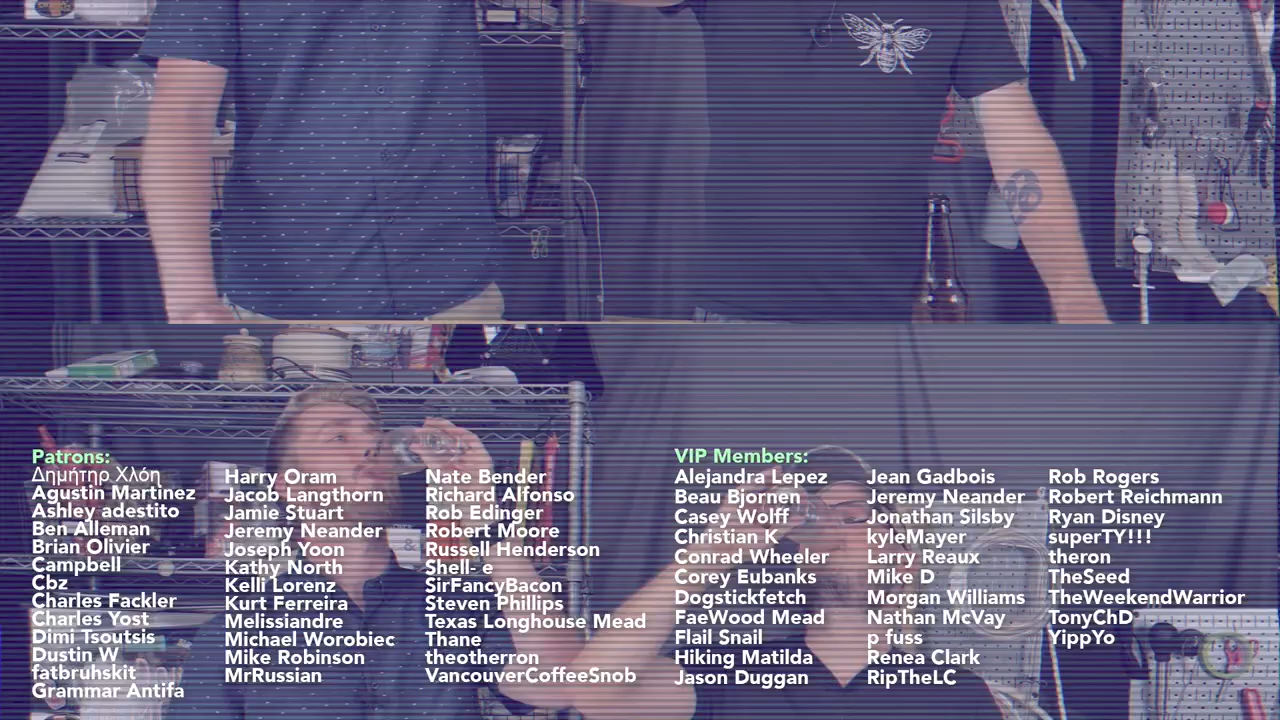 Patrons:
Δημήτηρ Χλόη
Agustin Martinez
Ashley adestito
Ben Alleman
Brian Olivier
Campbell
Cbz
Charles Fackler
Charles Yost
Dimi Tsoutsis
Dustin W
fatbruhskit
Grammar Antifa
Harry Oram
Jacob Langthorn
Jamie Stuart
Jeremy Neander
Joseph Yoon
Kathy North
Kelli Lorenz
Kurt Ferreira
Melissiandre
Michael Worobiec
Mike Robinson
MrRussian
Nate Bender
Richard Alfonso
Rob Edinger
Robert Moore
Russell Henderson
Shell- e
SirFancyBacon
Steven Phillips
Texas Longhouse Mead
Thane
theotherron
VancouverCoffeeSnob
VIP Members:
Alejandra Lepez
Beau Bjornen
Casey Wolff
Christian K
Conrad Wheeler
Corey Eubanks
Dogstickfetch
FaeWood Mead
Flail Snail
Hiking Matilda
Jason Duggan
Jean Gadbois
Jeremy Neander
Jonathan Silsby
kyleMayer
Larry Reaux
Mike D
Morgan Williams
Nathan McVay
p fuss
Renea Clark
RipTheLC
Rob Rogers
Robert Reichmann
Ryan Disney
superTY!!!
theron
TheSeed
TheWeekendWarrior
TonyChD
YippYo